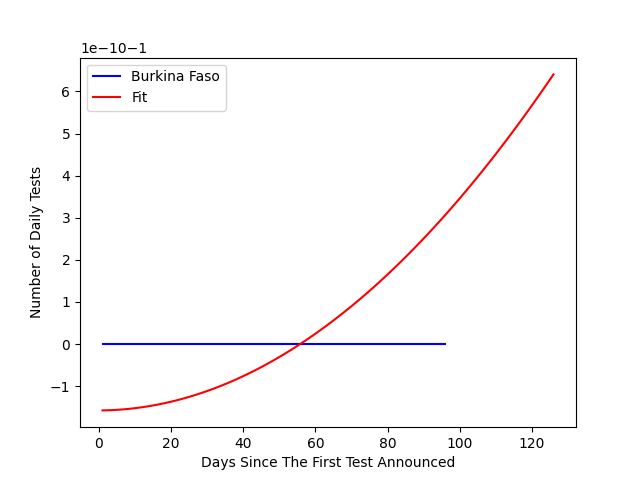 1e−10−1
Burkina Faso
Fit
6
5
4
3
2
1
0
−1
Number of Daily Tests
0 20 40 60 80 100 120
Days Since The First Test Announced